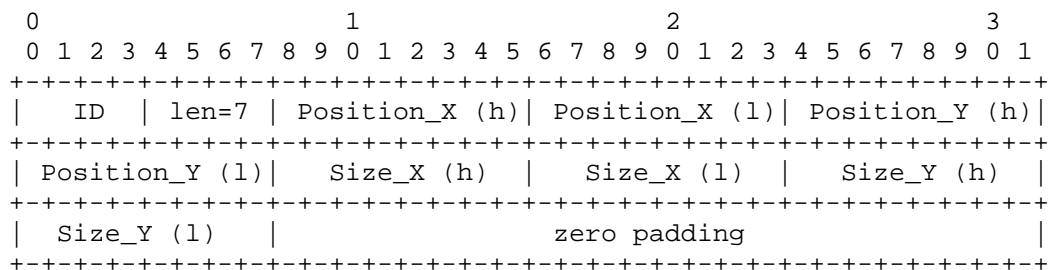 0                   1                   2                   3
 0 1 2 3 4 5 6 7 8 9 0 1 2 3 4 5 6 7 8 9 0 1 2 3 4 5 6 7 8 9 0 1
+-+-+-+-+-+-+-+-+-+-+-+-+-+-+-+-+-+-+-+-+-+-+-+-+-+-+-+-+-+-+-+-+
|  ID   | len=7 | Position_X (h)| Position_X (l)| Position_Y (h)|
+-+-+-+-+-+-+-+-+-+-+-+-+-+-+-+-+-+-+-+-+-+-+-+-+-+-+-+-+-+-+-+-+
| Position_Y (l)|   Size_X (h)  |   Size_X (l)  |   Size_Y (h)  |
+-+-+-+-+-+-+-+-+-+-+-+-+-+-+-+-+-+-+-+-+-+-+-+-+-+-+-+-+-+-+-+-+
|  Size_Y (l)   |                 zero padding                  |
+-+-+-+-+-+-+-+-+-+-+-+-+-+-+-+-+-+-+-+-+-+-+-+-+-+-+-+-+-+-+-+-+